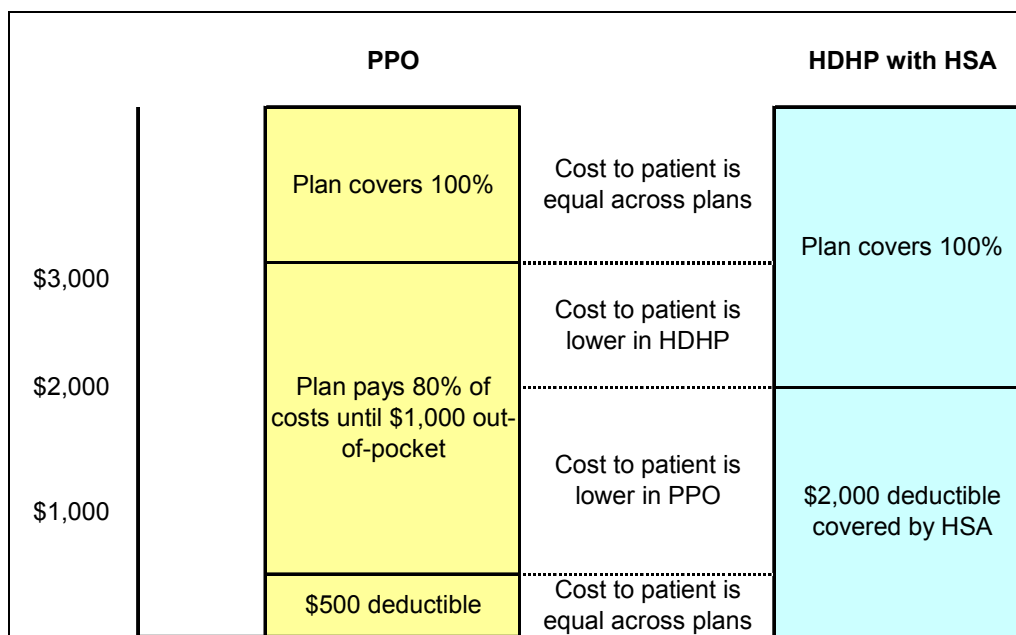 PPO
HDHP with HSA
Plan covers 100%
Cost to patient is
equal across plans
Plan covers 100%
$3,000
Cost to patient is
lower in HDHP
$2,000
Plan pays 80% of
costs until $1,000 out-
of-pocket
Cost to patient is
lower in PPO
$1,000
$2,000 deductible
covered by HSA
$500 deductible
Cost to patient is
equal across plans